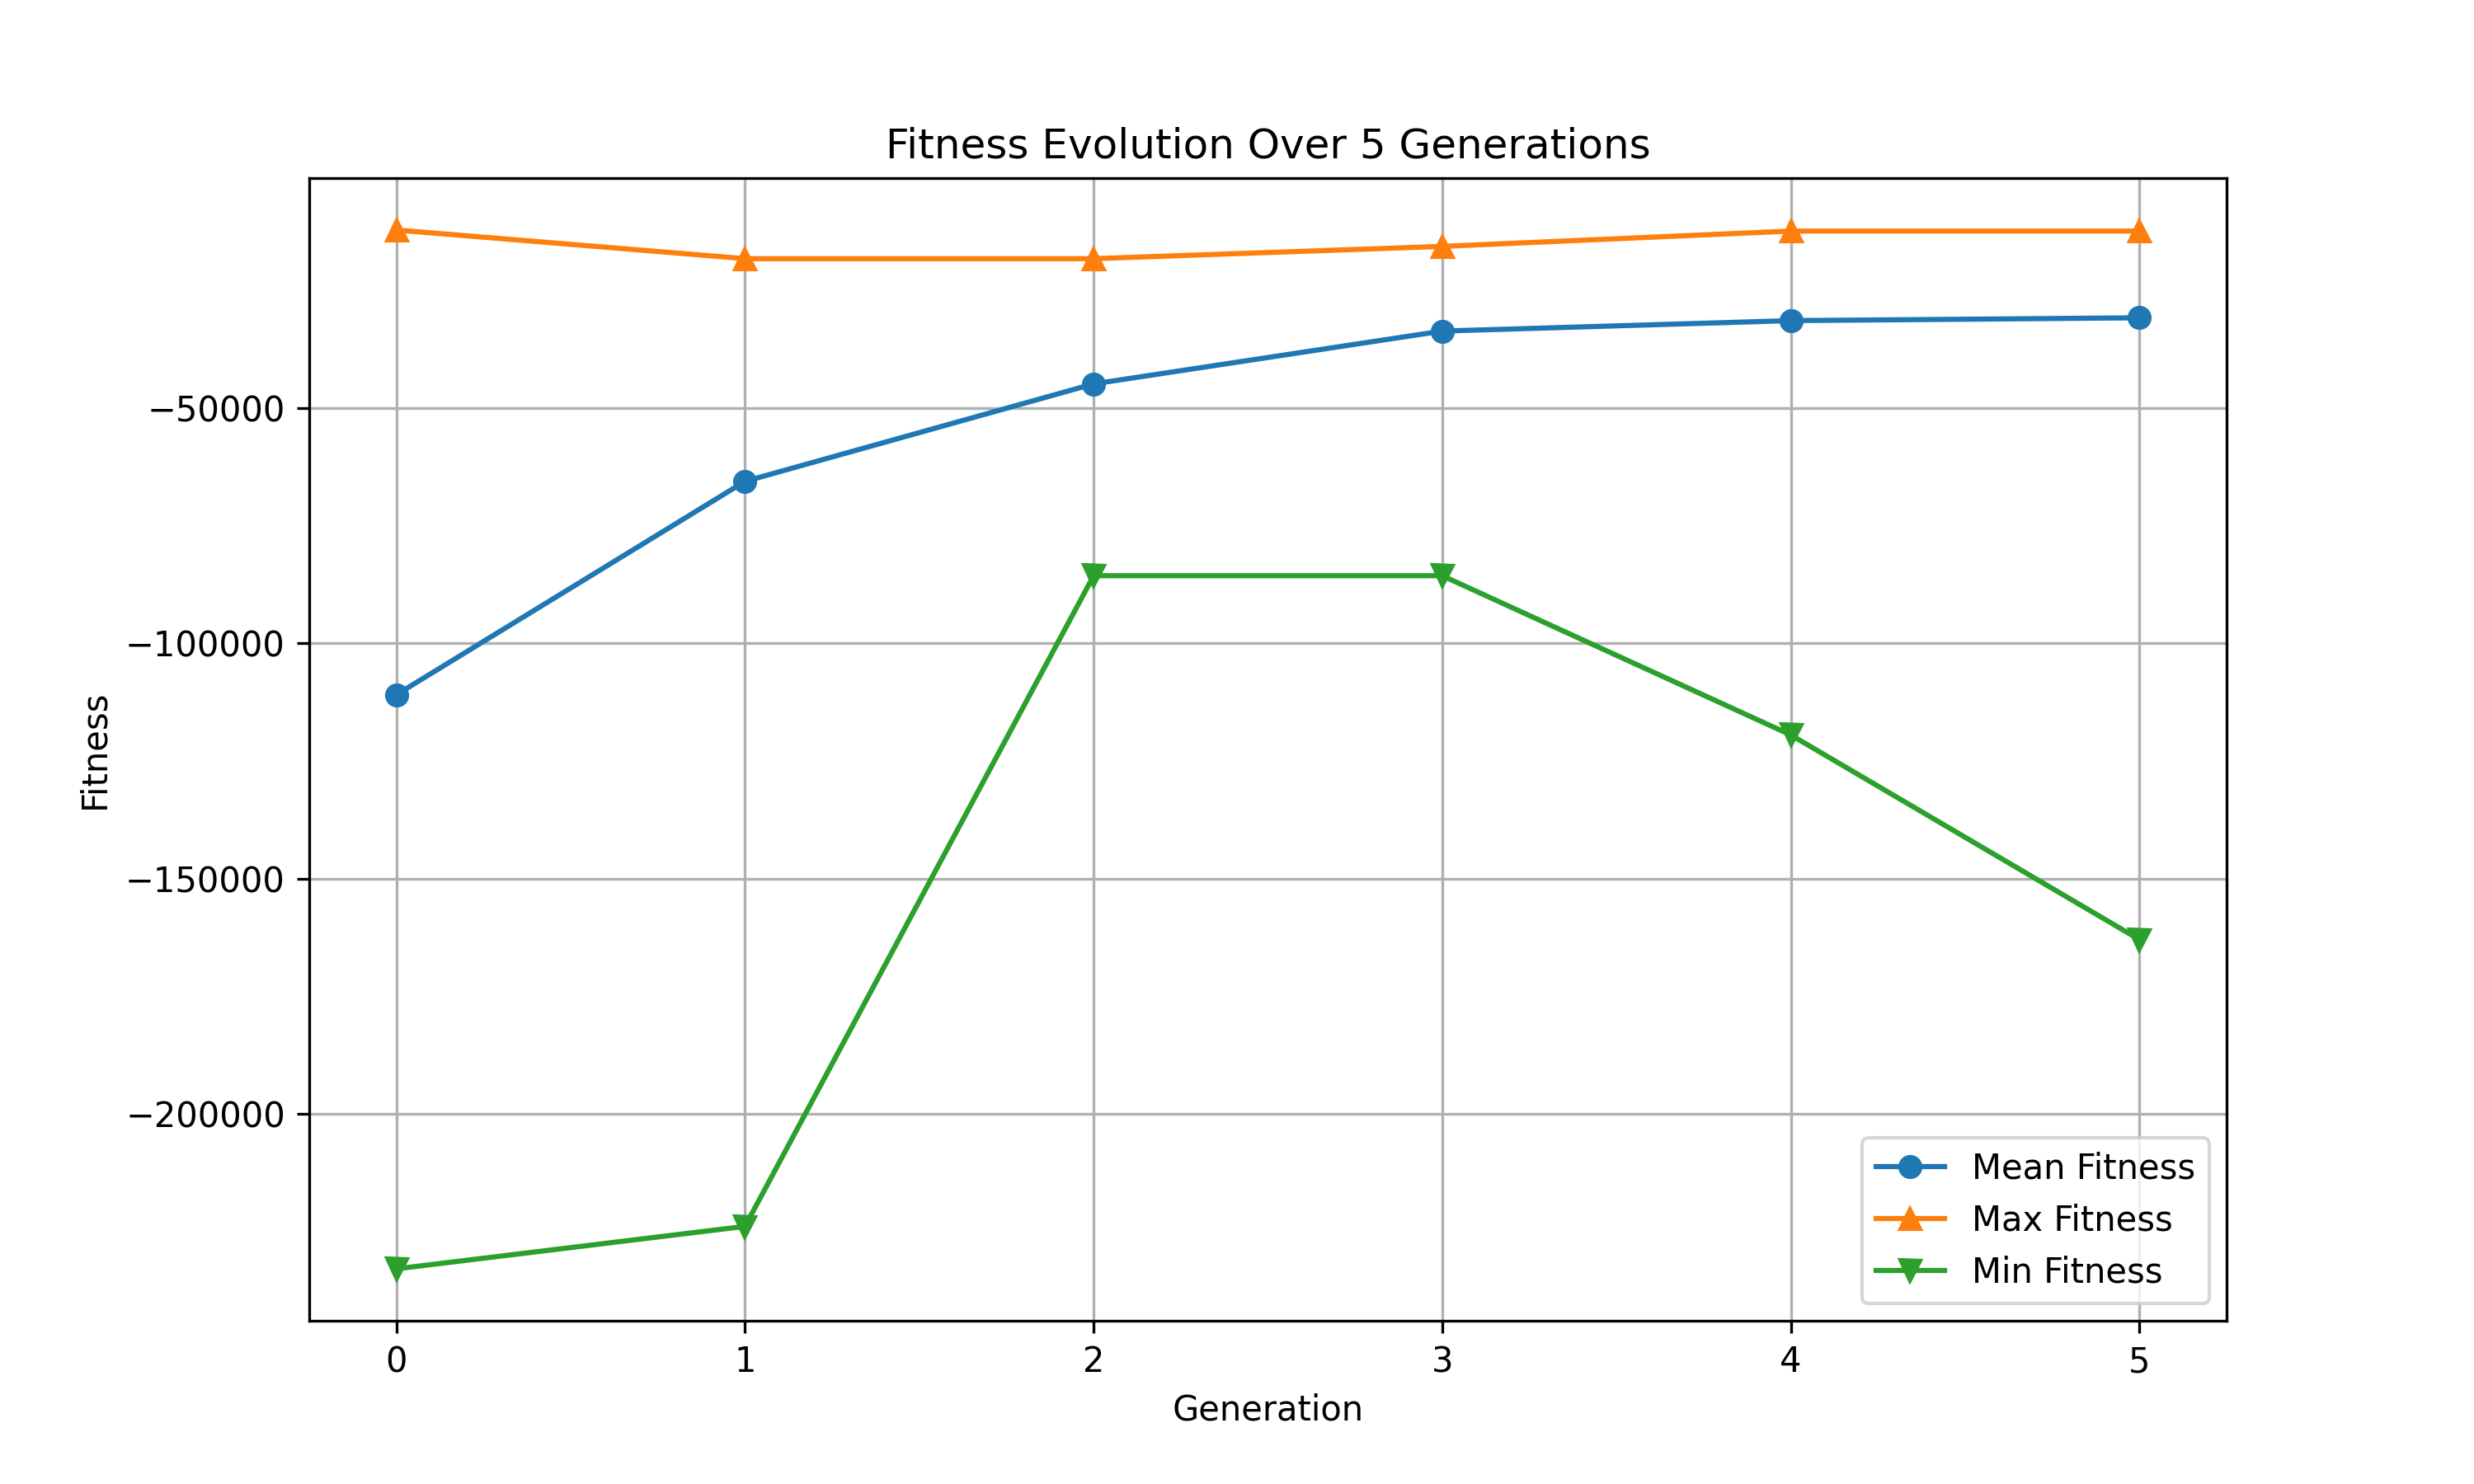 Fitness Evolution Over 5 Generations
Fitness
−50000
−100000
−150000
−200000
0 1 2 3 4 5
Generation
Mean Fitness
Max Fitness
Min Fitness